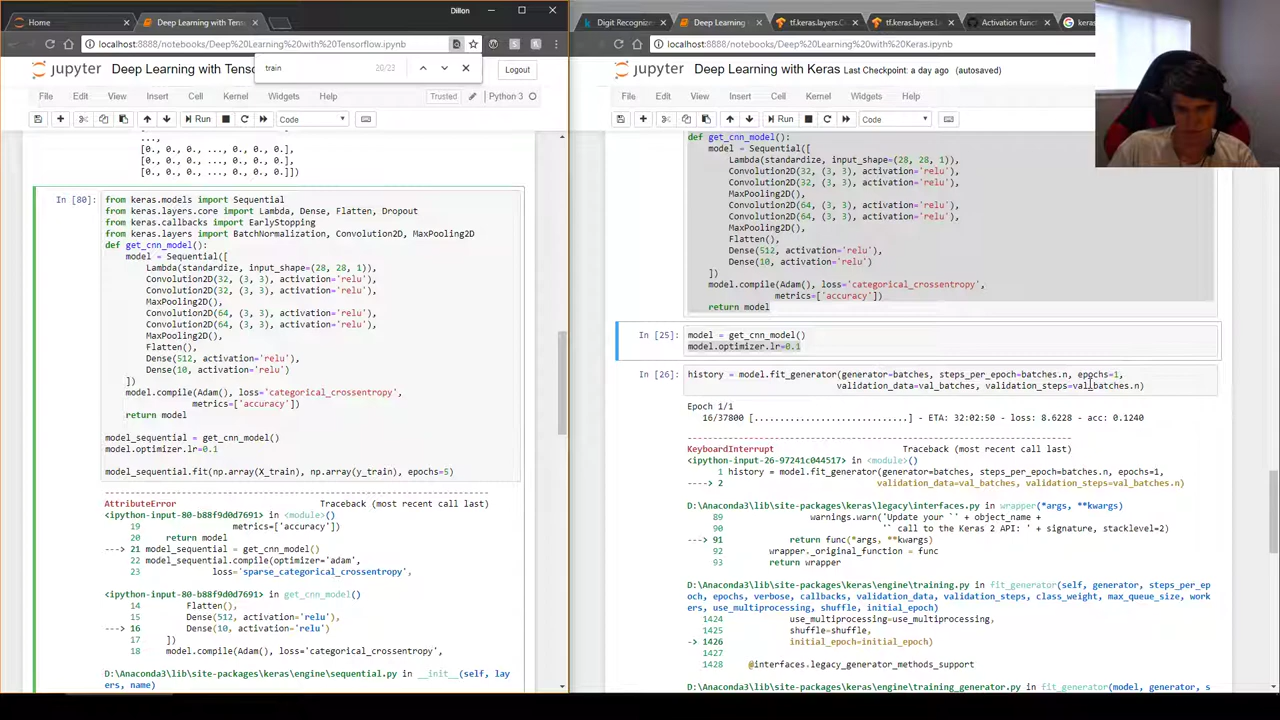 Home
Deep Learning with Tens
Dillon
localhost:8888/notebooks/Deep%20Learning%20with%20Tensorflow.ipynb
train
20/23
jupyter
Deep Learning with Tens
Logout
File
Edit
View
Insert
Cell
Kernel
Widgets
Help
Trusted
Python 3
Run
Code
...,
[0., 0., 0., ..., 0., 0., 0.],
[0., 0., 0., ..., 0., 0., 0.],
[0., 0., 0., ..., 0., 0., 0.]])
In [80]:
from keras.models import Sequential
from keras.layers.core import Lambda, Dense, Flatten, Dropout
from keras.callbacks import EarlyStopping
from keras.layers import BatchNormalization, Convolution2D, MaxPooling2D
def get_cnn_model():
model = Sequential([
Lambda(standardize, input_shape=(28, 28, 1)),
Convolution2D(32, (3, 3), activation='relu'),
Convolution2D(32, (3, 3), activation='relu'),
MaxPooling2D(),
Convolution2D(64, (3, 3), activation='relu'),
Convolution2D(64, (3, 3), activation='relu'),
MaxPooling2D(),
Flatten(),
Dense(512, activation='relu'),
Dense(10, activation='relu')
])
model.compile(Adam(), loss='categorical_crossentropy',
metrics=['accuracy'])
return model
model_sequential = get_cnn_model()
model.optimizer.lr=0.1
model_sequential.fit(np.array(X_train), np.array(y_train), epochs=5)
AttributeError Traceback (most recent call last)
<ipython-input-80-b88f9d0d7691> in <module>()
19 metrics=['accuracy'])
20 return model
---> 21 model_sequential = get_cnn_model()
22 model_sequential.compile(optimizer='adam',
23 loss='sparse_categorical_crossentropy',
<ipython-input-80-b88f9d0d7691> in get_cnn_model()
14 Flatten(),
15 Dense(512, activation='relu'),
---> 16 Dense(10, activation='relu')
17 ])
18 model.compile(Adam(), loss='categorical_crossentropy',
D:\Anaconda3\lib\site-packages\keras\engine\sequential.py in __init__(self, lay
ers, name)
Digit Recognize
Deep Learning
tf.keras.layers.C
tf.keras.layers.
Activation funct
keras
localhost:8888/notebooks/Deep%20Learning%20with%20Keras.ipynb
jupyter
Deep Learning with Keras
Last Checkpoint: a day ago
(autosaved)
File
Edit
View
Insert
Cell
Kernel
Widgets
Help
Run
Code
def get_cnn_model():
model = Sequential([
Lambda(standardize, input_shape=(28, 28, 1)),
Convolution2D(32, (3, 3), activation='relu'),
Convolution2D(32, (3, 3), activation='relu'),
MaxPooling2D(),
Convolution2D(64, (3, 3), activation='relu'),
Convolution2D(64, (3, 3), activation='relu'),
MaxPooling2D(),
Flatten(),
Dense(512, activation='relu'),
Dense(10, activation='relu')
])
model.compile(Adam(), loss='categorical_crossentropy',
metrics=['accuracy'])
return model
In [25]:
model = get_cnn_model()
model.optimizer.lr=0.1
In [26]:
history = model.fit_generator(generator=batches, steps_per_epoch=batches.n, epochs=1,
validation_data=val_batches, validation_steps=val_batches.n)
Epoch 1/1
16/37800 [..............................] - ETA: 32:02:50 - loss: 8.6228 - acc: 0.1240
KeyboardInterrupt Traceback (most recent call last)
<ipython-input-26-97241c044517> in <module>()
1 history = model.fit_generator(generator=batches, steps_per_epoch=batches.n, epochs=1,
----> 2 validation_data=val_batches, validation_steps=val_batches.n)
D:\Anaconda3\lib\site-packages\keras\legacy\interfaces.py in wrapper(*args, **kwargs)
89 warnings.warn('Update your `' + object_name +
90 '` call to the Keras 2 API: ' + signature, stacklevel=2)
---> 91 return func(*args, **kwargs)
92 wrapper._original_function = func
93 return wrapper
D:\Anaconda3\lib\site-packages\keras\engine\training.py in fit_generator(self, generator, steps_per_ep
och, epochs, verbose, callbacks, validation_data, validation_steps, class_weight, max_queue_size, work
ers, use_multiprocessing, shuffle, initial_epoch)
1424 use_multiprocessing=use_multiprocessing,
1425 shuffle=shuffle,
-> 1426 initial_epoch=initial_epoch)
1427
1428 @interfaces.legacy_generator_methods_support
D:\Anaconda3\lib\site-packages\keras\engine\training_generator.py in fit_generator(model, generator, s